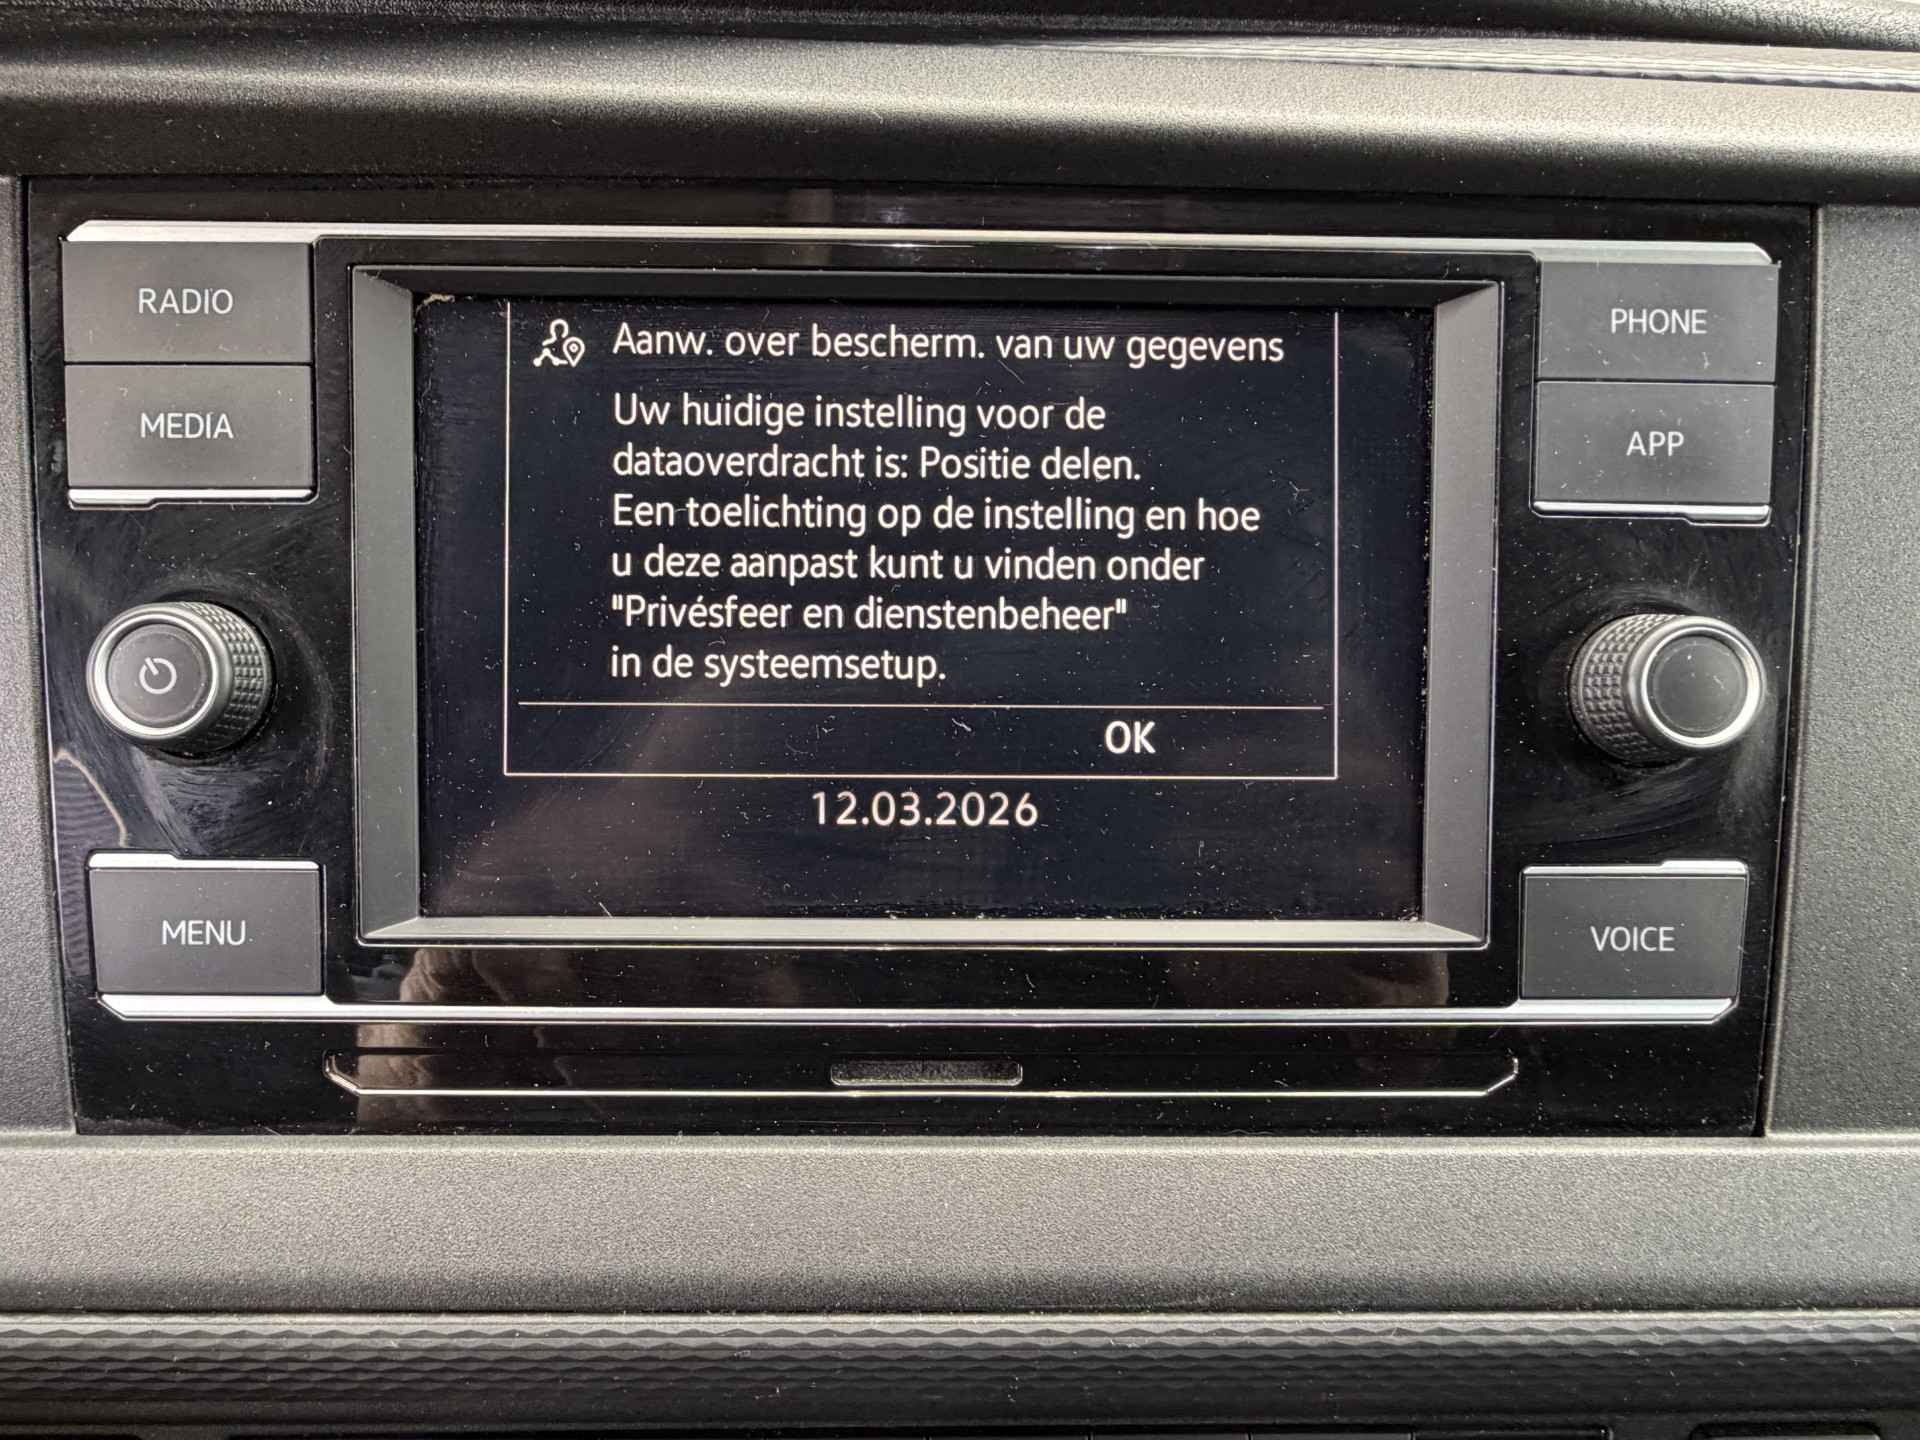 RADIO
MEDIA
MENU
Aanw. over bescherm. van uw gegevens
Uw huidige instelling voor de
dataoverdracht is: Positie delen.
Een toelichting op de instelling en hoe
u deze aanpast kunt u vinden onder
"Privésfeer en dienstenbeheer"
in de systeemsetup.
OK
12.03.2026
PHONE
APP
VOICE